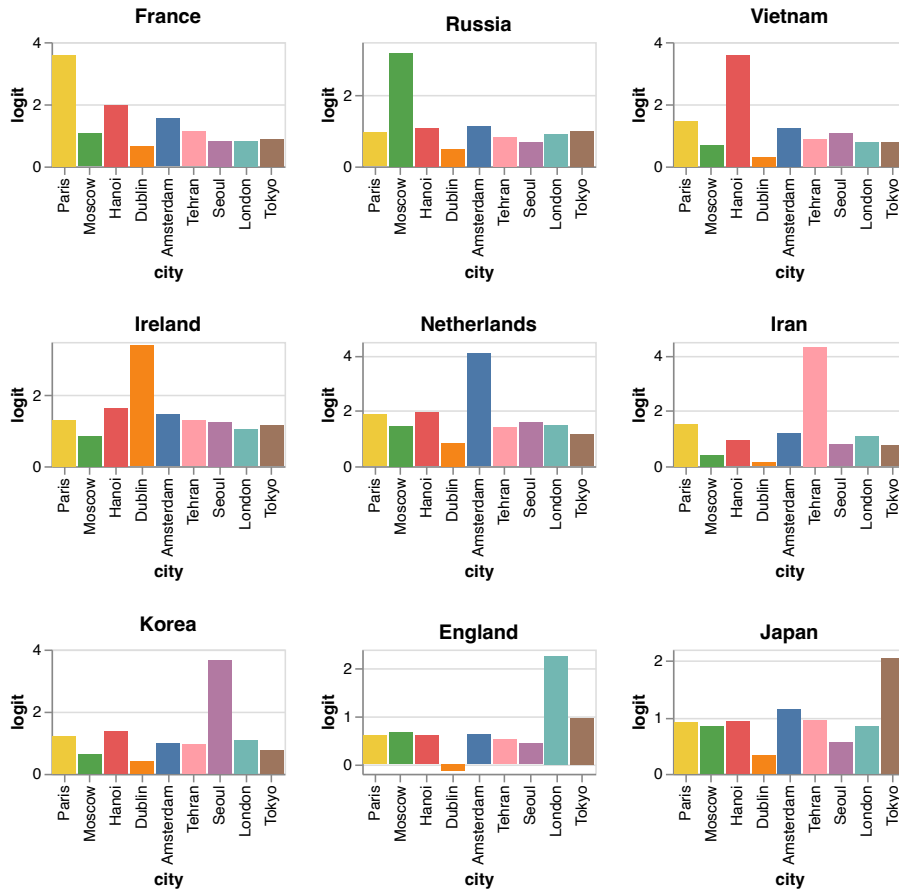 France
logit
4
2
0
Paris
Moscow
Hanoi
Dublin
Amsterdam
Tehran
Seoul
London
Tokyo
city
Russia
logit
2
0
Paris
Moscow
Hanoi
Dublin
Amsterdam
Tehran
Seoul
London
Tokyo
city
Vietnam
logit
4
2
0
Paris
Moscow
Hanoi
Dublin
Amsterdam
Tehran
Seoul
London
Tokyo
city
Ireland
logit
2
0
Paris
Moscow
Hanoi
Dublin
Amsterdam
Tehran
Seoul
London
Tokyo
city
Netherlands
logit
4
2
0
Paris
Moscow
Hanoi
Dublin
Amsterdam
Tehran
Seoul
London
Tokyo
city
Iran
logit
4
2
0
Paris
Moscow
Hanoi
Dublin
Amsterdam
Tehran
Seoul
London
Tokyo
city
Korea
logit
4
2
0
Paris
Moscow
Hanoi
Dublin
Amsterdam
Tehran
Seoul
London
Tokyo
city
England
logit
2
1
0
Paris
Moscow
Hanoi
Dublin
Amsterdam
Tehran
Seoul
London
Tokyo
city
Japan
logit
2
1
0
Paris
Moscow
Hanoi
Dublin
Amsterdam
Tehran
Seoul
London
Tokyo
city